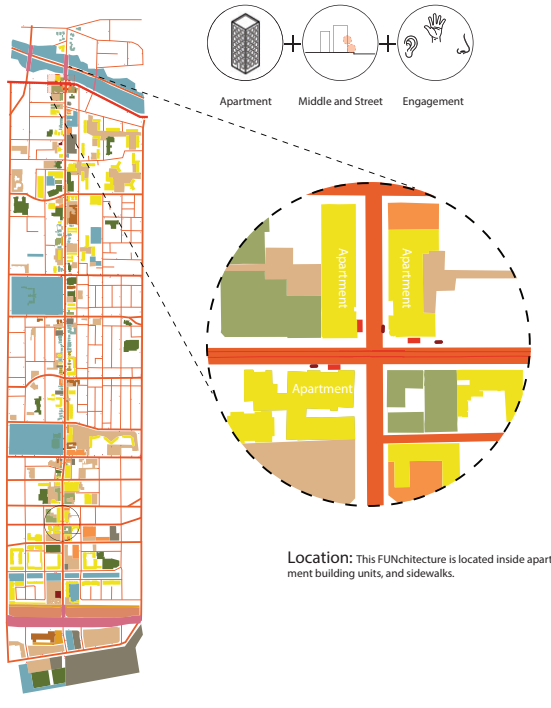 Apartment
Middle and Street
Engagement
Apartment
Apartment
Apartment
Location: This FUNchitecture is located inside apart
ment building units, and sidewalks.